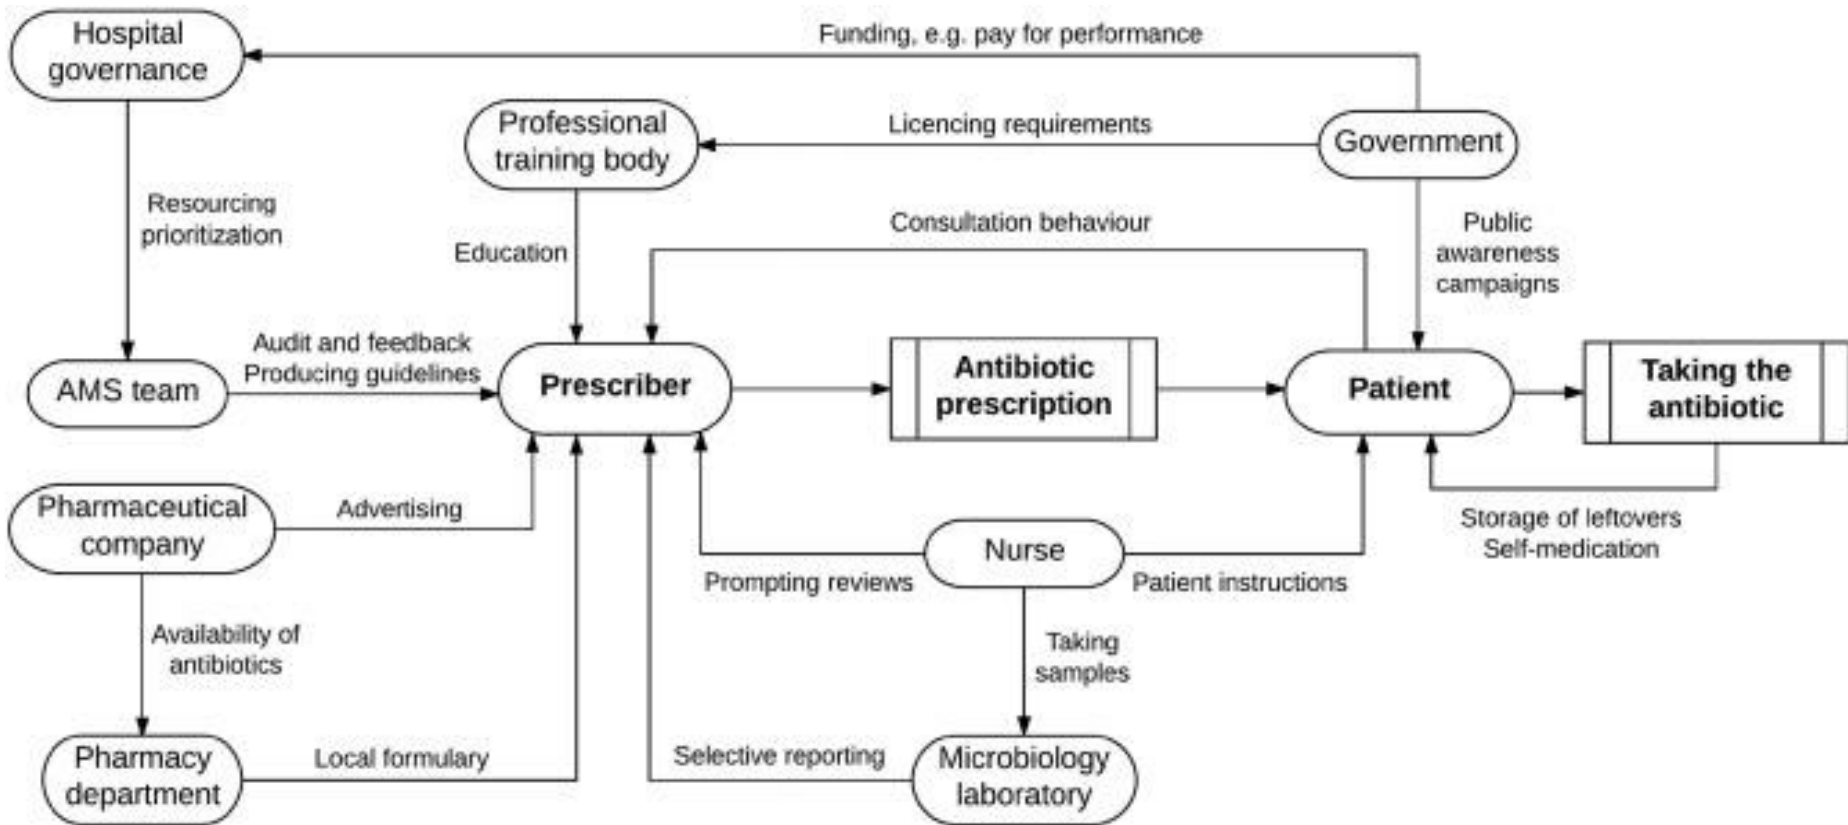 Hospital
governance
Funding, e.g. pay for performance
Professional
training body
Licencing requirements
Government
Resourcing
prioritization
Education
Consultation behaviour
Public
awareness
campaigns
AMS team
Audit and feedback
Producing guidelines
Prescriber
Antibiotic
prescription
Patient
Taking the
antibiotic
Pharmaceutical
company
Advertising
Nurse
Prompting reviews
Patient instructions
Storage of leftovers
Self-medication
Availability of
antibiotics
Taking
samples
Pharmacy
department
Local formulary
Selective reporting
Microbiology
laboratory